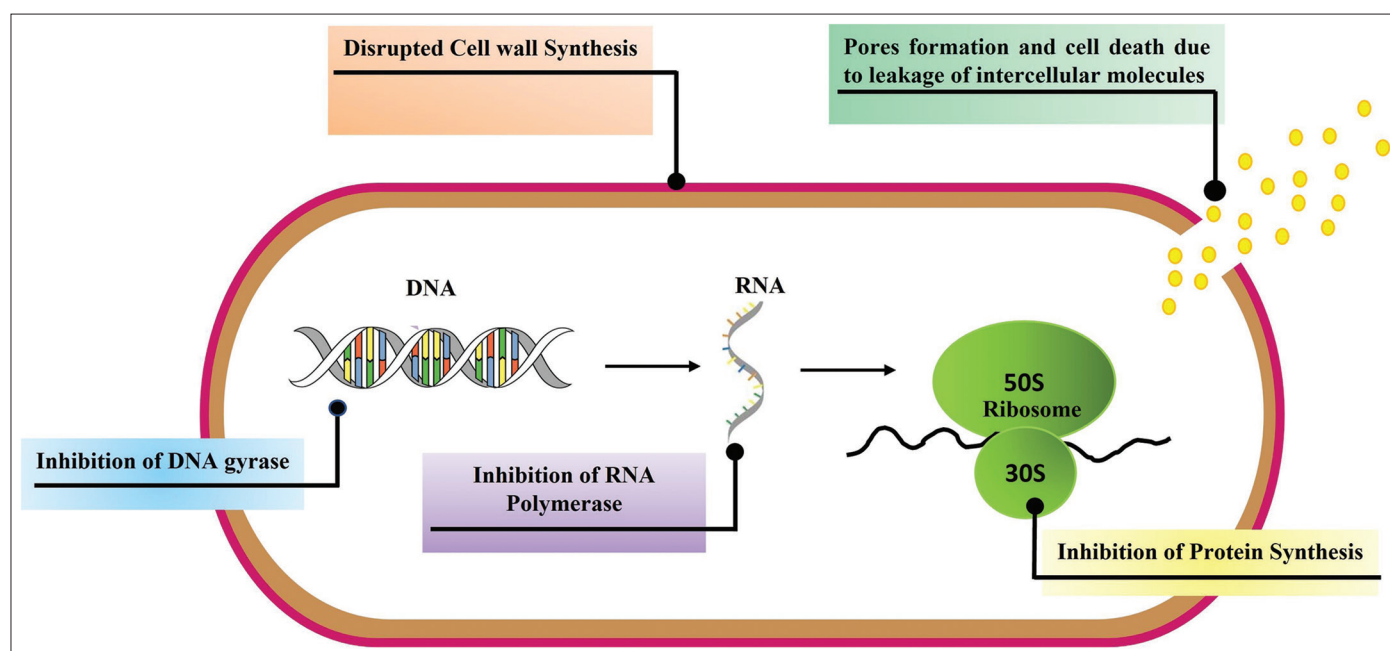 Disrupted Cell wall Synthesis
Pores formation and cell death due
to leakage of intercellular molecules
DNA
RNA
50S
Ribosome
30S
Inhibition of DNA gyrase
Inhibition of RNA
Polymerase
Inhibition of Protein Synthesis